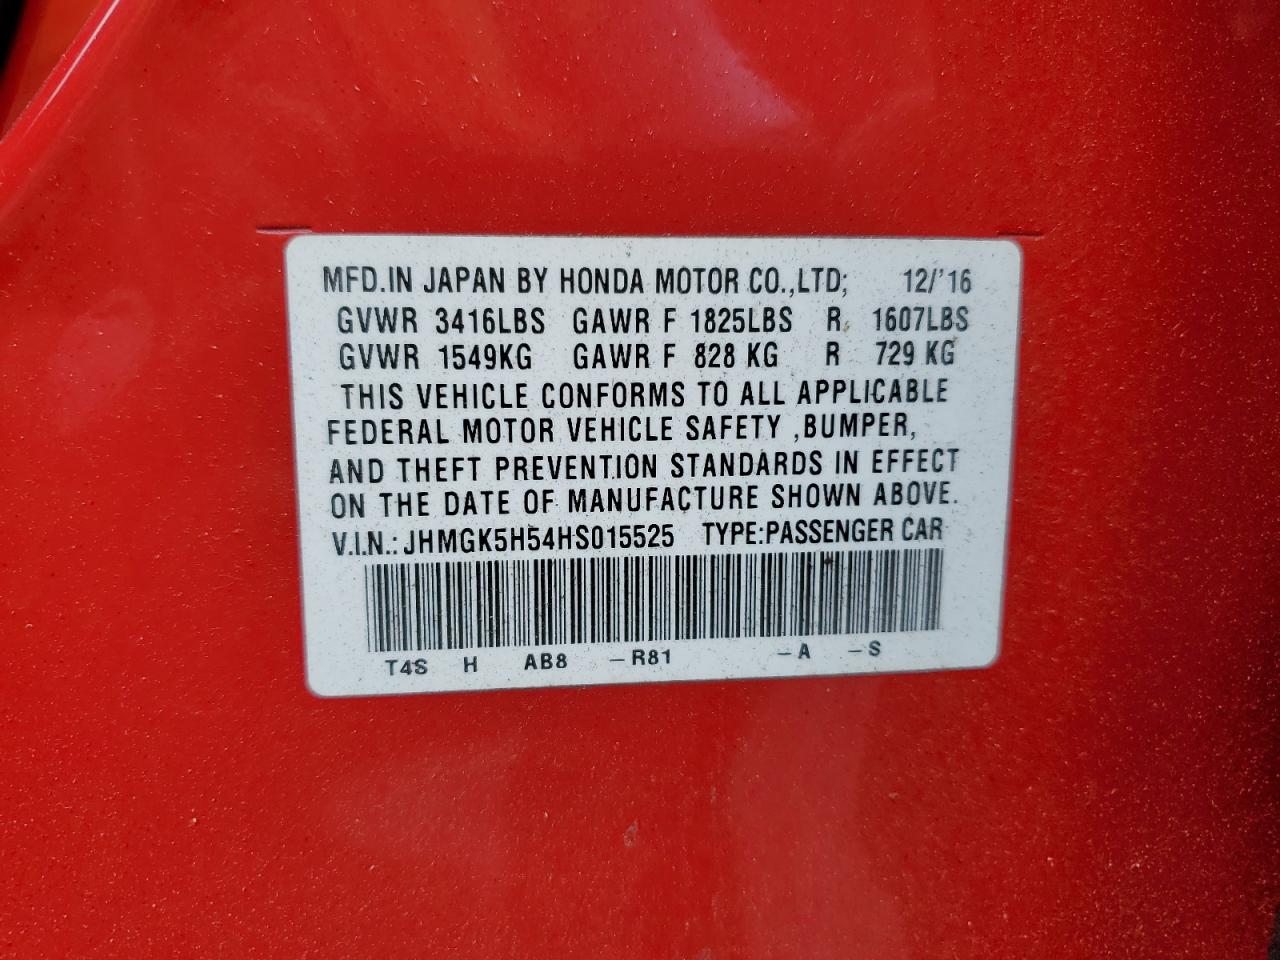 MFD.IN JAPAN BY HONDA MOTOR CO.,LTD; 12/'16
GVWR 3416LBS GAWR F 1825LBS R 1607LBS
GVWR 1549KG GAWR F 828 KG R 729 KG
THIS VEHICLE CONFORMS TO ALL APPLICABLE
FEDERAL MOTOR VEHICLE SAFETY ,BUMPER,
AND THEFT PREVENTION STANDARDS IN EFFECT
ON THE DATE OF MANUFACTURE SHOWN ABOVE.
V.I.N.: JHMGK5H54HS015525 TYPE:PASSENGER CAR
T4S H AB8 -R81 -A -S